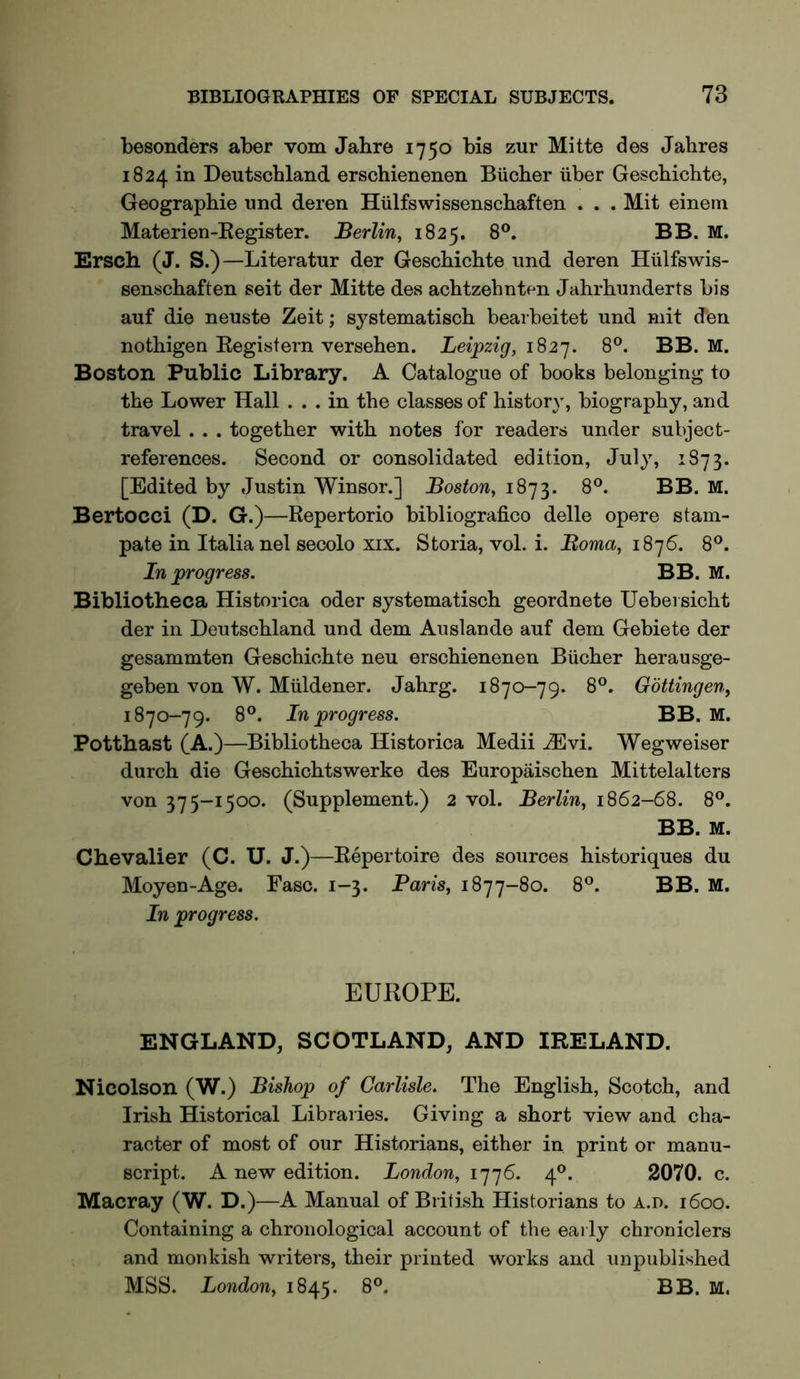 BIBLIOGRAPHIES OF SPECIAL SUBJECTS. 73
besonders aber vom Jahre 1750 bis zur Mitte des Jahres
1824 in Deutschland erschienenen Bücher über Geschichte,
Geographie und deren Hülfswissenschaften . . . Mit einem
Materien-Register. Berlin, 1825. 8º. BB. M.
Ersch (J. S.)—Literatur der Geschichte und deren Hülfswis-
senschaften seit der Mitte des achtzehnten Jahrhunderts bis
auf die neuste Zeit; systematisch bearbeitet und mit den
nothigen Registern versehen. Leipzig, 1827. 8º. BB. M.
Boston Public Library. A Catalogue of books belonging to
the Lower Hall . . . in the classes of history, biography, and
travel . . . together with notes for readers under subject-
references. Second or consolidated edition, July, 1873.
[Edited by Justin Winsor.] Boston, 1873. 8º. BB. M.
Bertocci (D. G.)—Repertorio bibliografico delle opere stam-
pate in Italia nel secolo XIX. Storia, vol. i. Roma, 1876. 8º.
In progress. BB. M.
Bibliotheca Historica oder systematisch geordnete Uebersicht
der in Deutschland und dem Auslande auf dem Gebiete der
gesammten Geschichte neu erschienenen Bücher herausge-
geben von W. Müldener. Jahrg. 1870–79. 8º. Göttingen,
1870–79. 8º. In progress. BB. M.
Potthast (A.)—Bibliotheca Historica Medii Ævi. Wegweiser
durch die Geschichtswerke des Europäischen Mittelalters
von 375–1500. (Supplement.) 2 vol. Berlin, 1862–68. 8º.
BB. M.
Chevalier (C. U. J.)—Répertoire des sources historiques du
Moyen-Age. Fasc. 1–3. Paris, 1877–80. 8º. BB. M.
In progress.
EUROPE.
ENGLAND, SCOTLAND, AND IRELAND.
Nicolson (W.) Bishop of Carlisle. The English, Scotch, and
Irish Historical Libraries. Giving a short view and cha-
racter of most of our Historians, either in print or manu-
script. A new edition. London, 1776. 4º. 2070. c.
Macray (W. D.)—A Manual of British Historians to A.D. 1600.
Containing a chronological account of the early chroniclers
and monkish writers, their printed works and unpublished
MSS. London, 1845. 8º. BB. M.